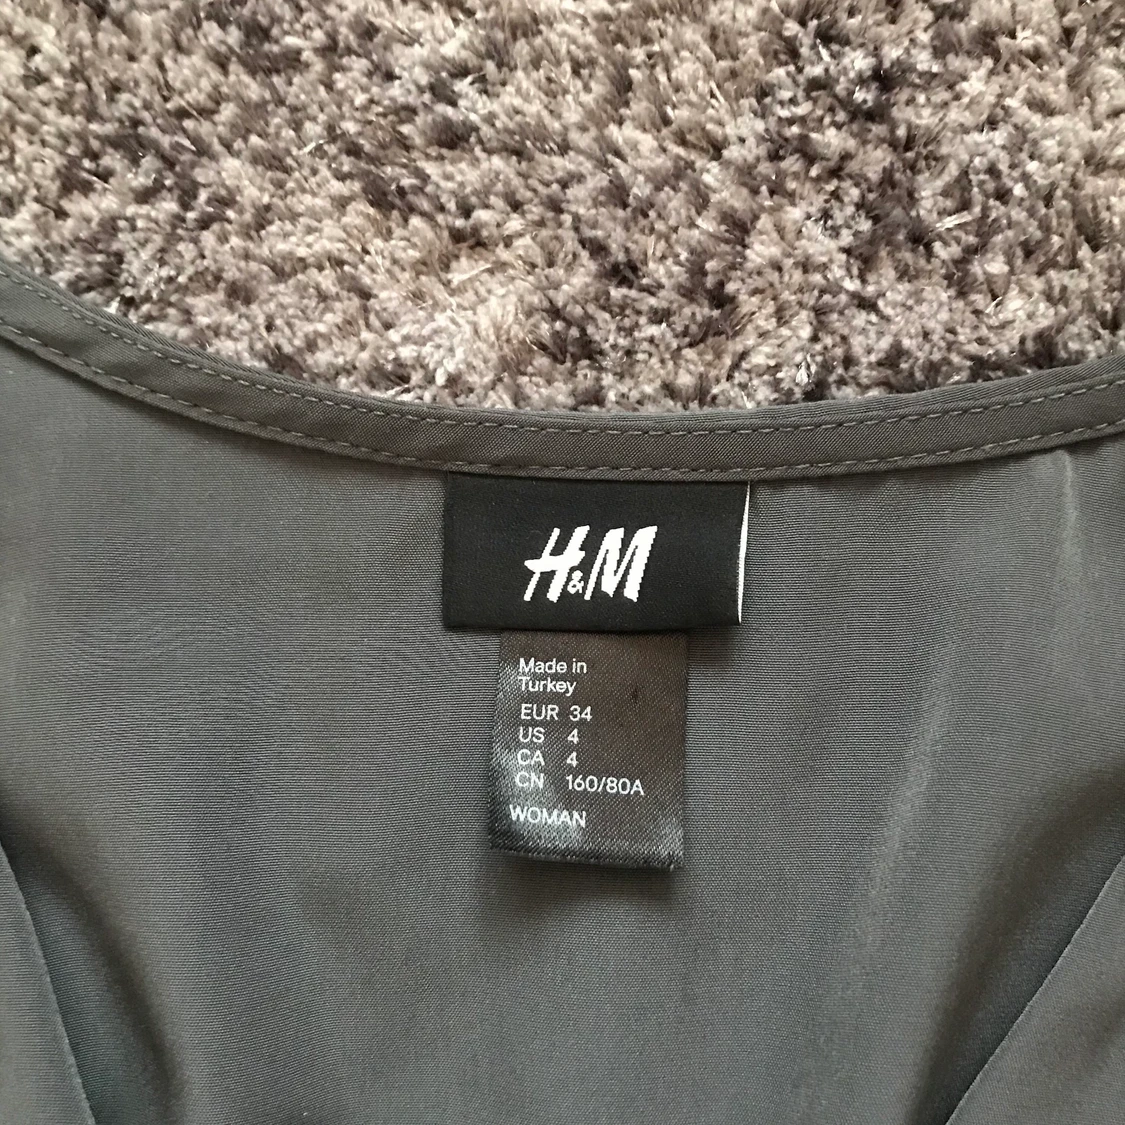 H&M
Made in
Turkey
EUR 34
US 4
CA 4
CN 160/80A
WOMAN